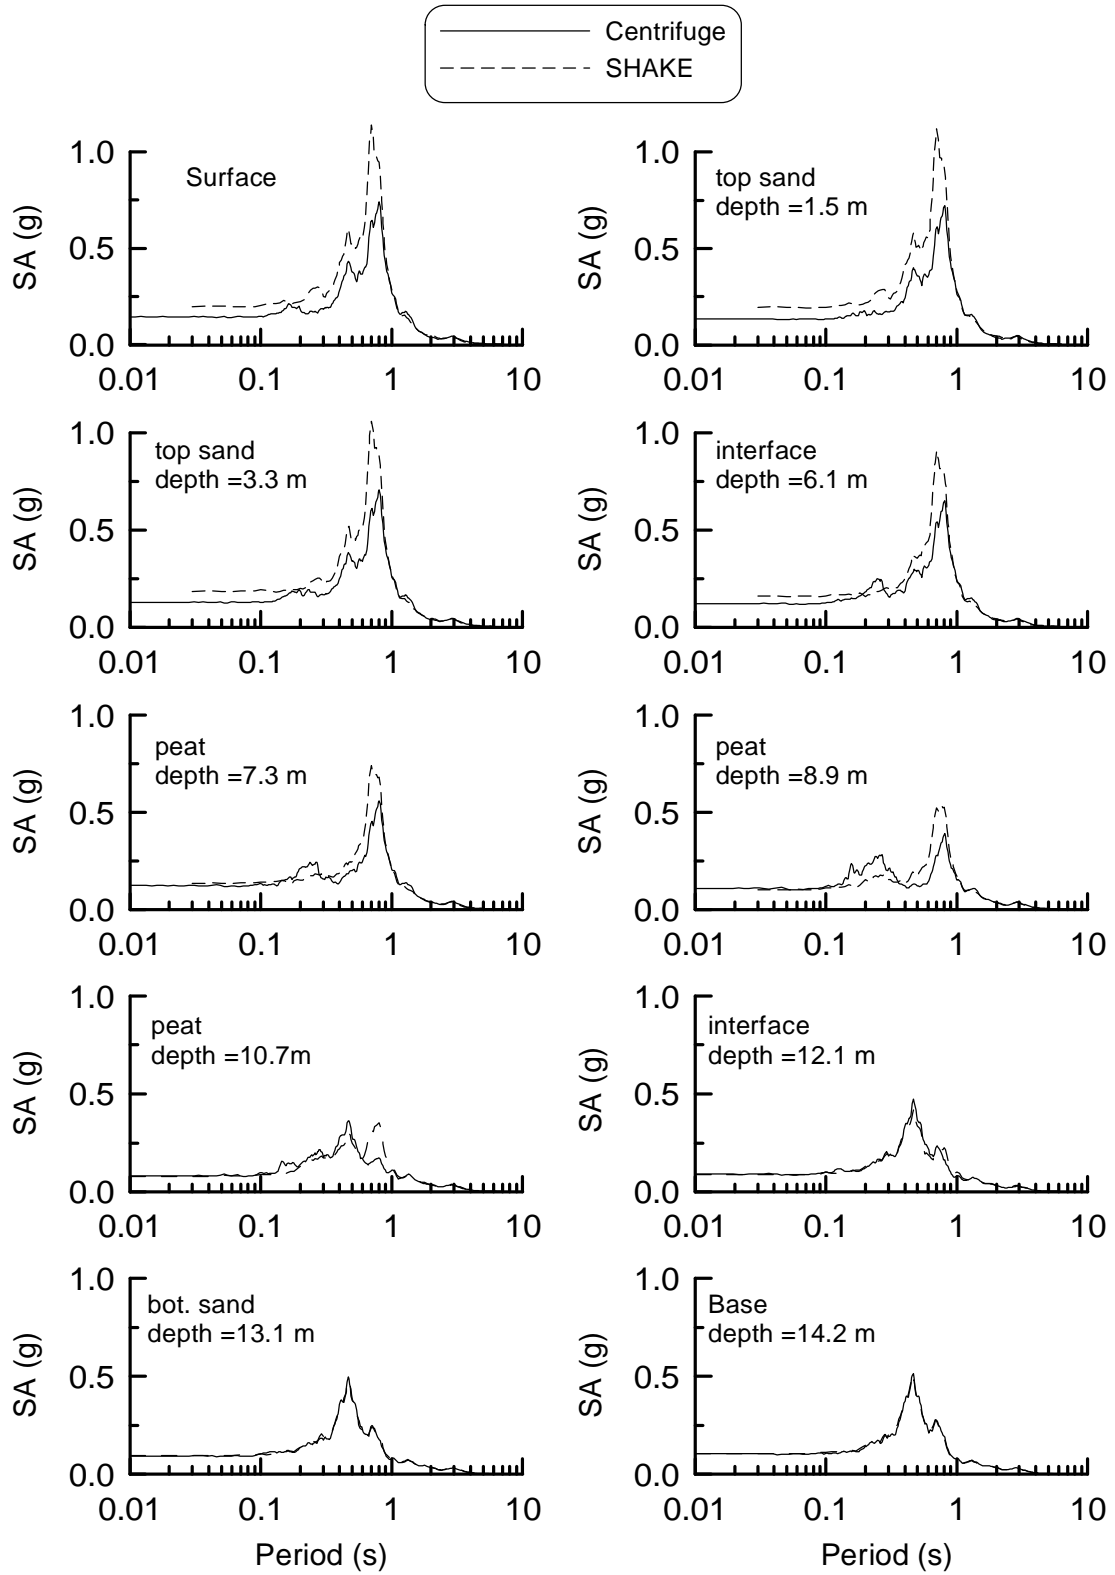 Centrifuge
SHAKE
SA (g)
1.0
0.5
0.0
Surface
0.01 0.1 1 10
SA (g)
1.0
0.5
0.0
top sand
depth =1.5 m
0.01 0.1 1 10
SA (g)
1.0
0.5
0.0
top sand
depth =3.3 m
0.01 0.1 1 10
SA (g)
1.0
0.5
0.0
interface
depth =6.1 m
0.01 0.1 1 10
SA (g)
1.0
0.5
0.0
peat
depth =7.3 m
0.01 0.1 1 10
SA (g)
1.0
0.5
0.0
peat
depth =8.9 m
0.01 0.1 1 10
SA (g)
1.0
0.5
0.0
peat
depth =10.7m
0.01 0.1 1 10
SA (g)
1.0
0.5
0.0
interface
depth =12.1 m
0.01 0.1 1 10
SA (g)
1.0
0.5
0.0
bot. sand
depth =13.1 m
0.01 0.1 1 10
Period (s)
SA (g)
1.0
0.5
0.0
Base
depth =14.2 m
0.01 0.1 1 10
Period (s)